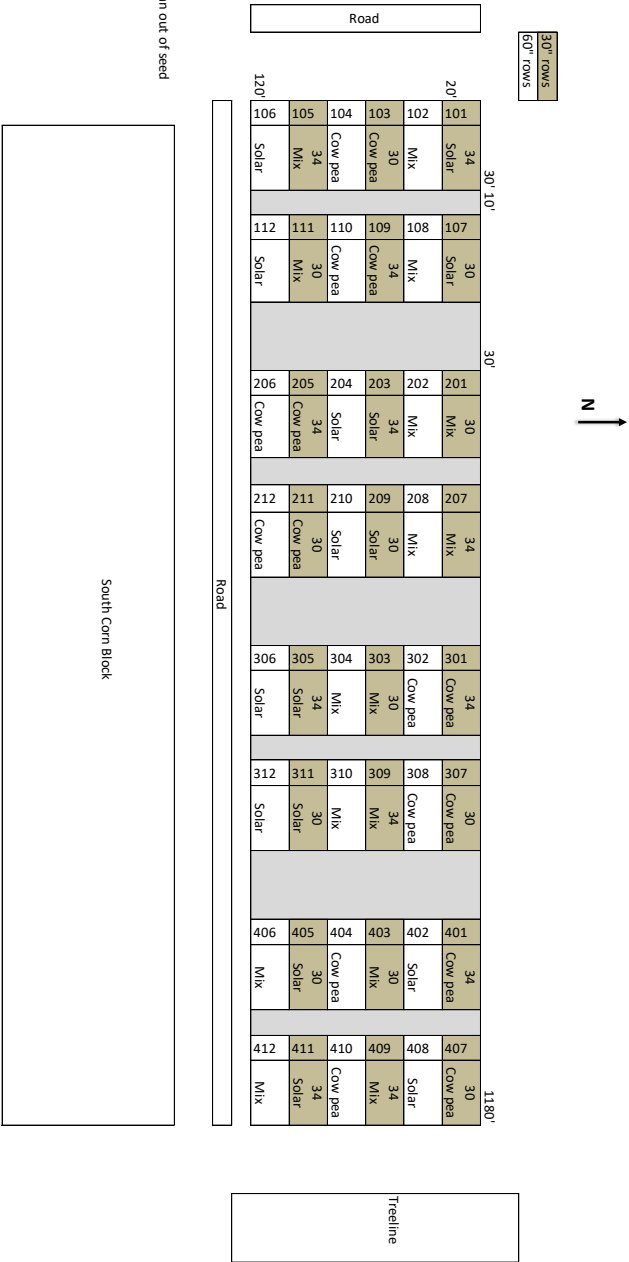 Road
30" rows
60" rows
N
n out of seed
120'
20'
30' 10'
106
105
104
103
102
101
Solar
34
Mix
Cow pea
30
Cow pea
Mix
34
Solar
112
111
110
109
108
107
Solar
30
Mix
Cow pea
34
Cow pea
Mix
30
Solar
30'
206
205
204
203
202
201
Cow pea
34
Cow pea
Solar
34
Solar
Mix
30
Mix
212
211
210
209
208
207
Cow pea
30
Cow pea
Solar
30
Solar
Mix
34
Mix
Road
South Corn Block
306
305
304
303
302
301
Solar
34
Solar
Mix
30
Mix
Cow pea
34
Cow pea
312
311
310
309
308
307
Solar
30
Solar
Mix
34
Mix
Cow pea
30
Cow pea
406
405
404
403
402
401
Mix
30
Solar
Cow pea
30
Mix
Solar
34
Cow pea
412
411
410
409
408
407
Mix
34
Solar
Cow pea
34
Mix
Solar
30
Cow pea
1180'
Treeline